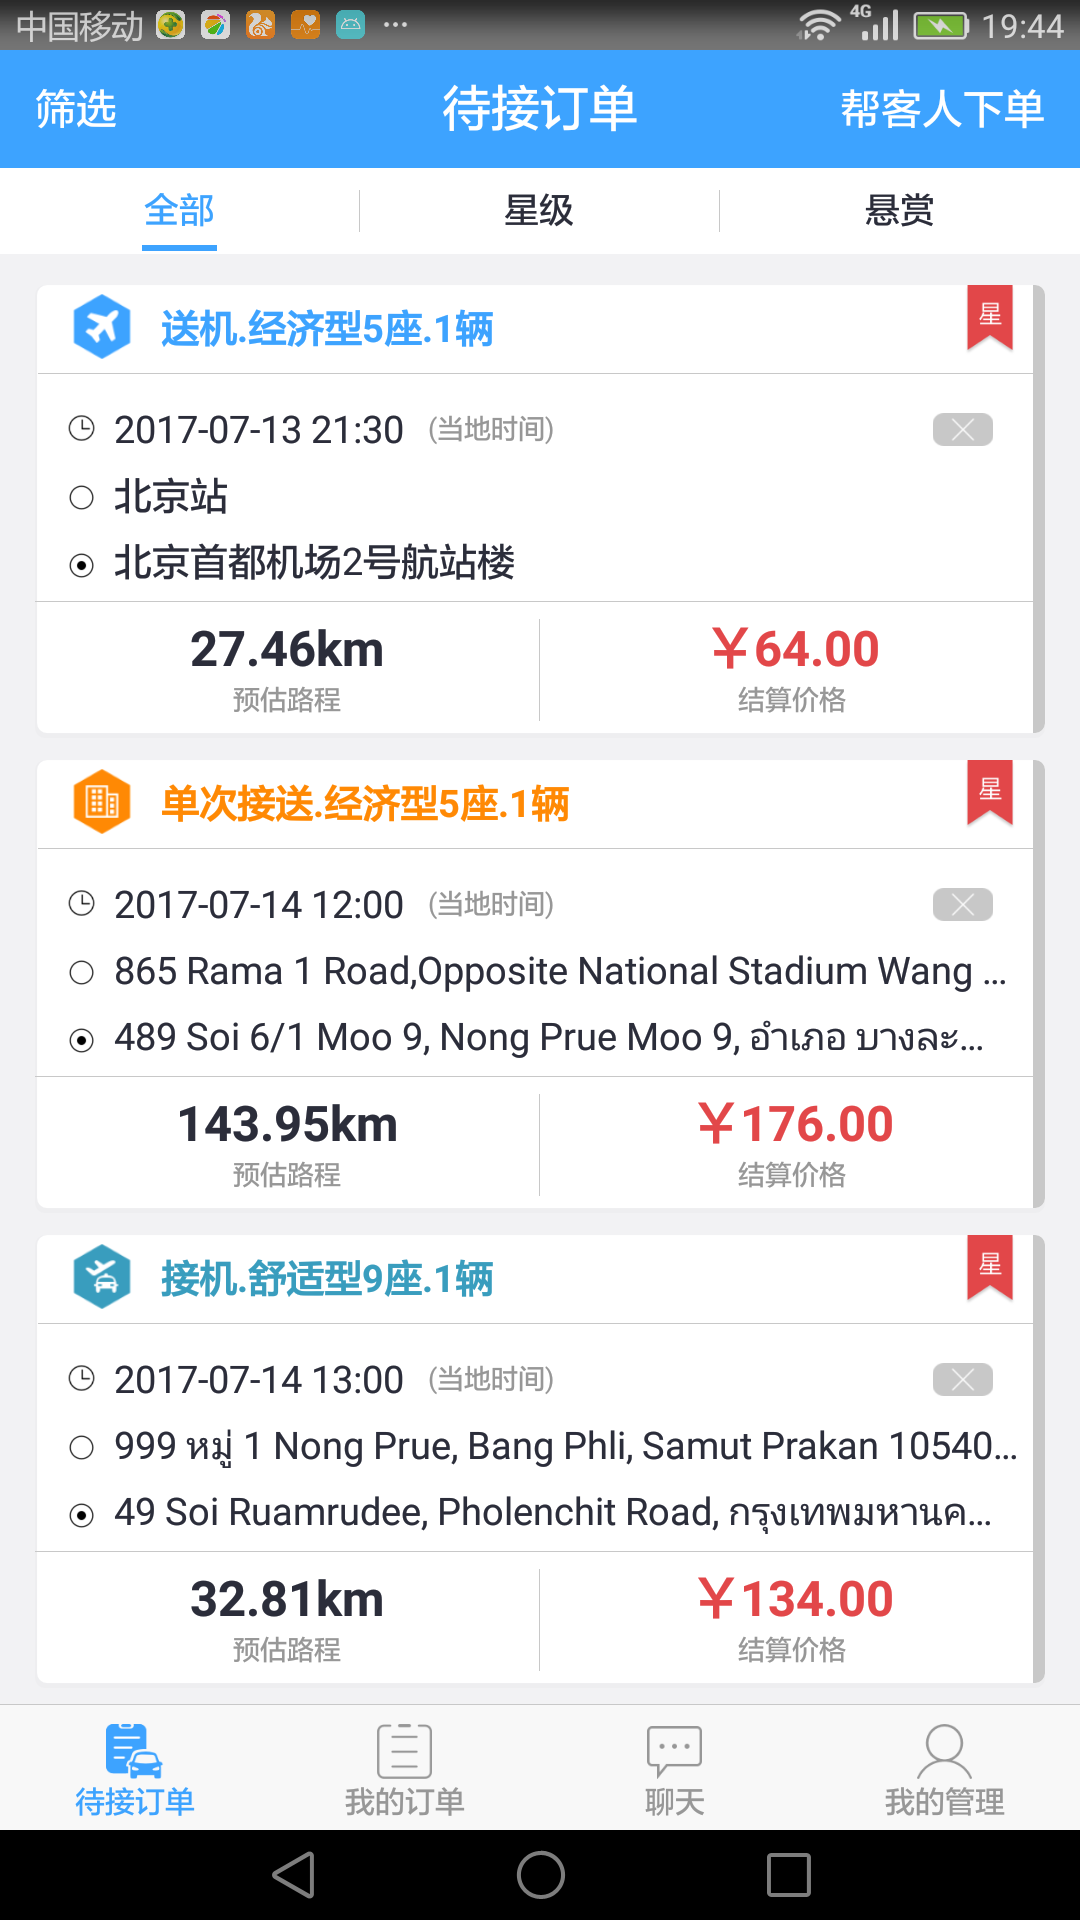 中国移动 4G 19:44
筛选 待接订单 帮客人下单
全部 星级 悬赏
送机.经济型5座.1辆 星
2017-07-13 21:30 (当地时间)
北京站
北京首都机场2号航站楼
27.46km ￥64.00
预估路程 结算价格
单次接送.经济型5座.1辆 星
2017-07-14 12:00 (当地时间)
865 Rama 1 Road,Opposite National Stadium Wang ...
489 Soi 6/1 Moo 9, Nong Prue Moo 9, อำเภอ บางละ...
143.95km ￥176.00
预估路程 结算价格
接机.舒适型9座.1辆 星
2017-07-14 13:00 (当地时间)
999 หมู่ 1 Nong Prue, Bang Phli, Samut Prakan 10540...
49 Soi Ruamrudee, Pholenchit Road, กรุงเทพมหานค...
32.81km ￥134.00
预估路程 结算价格
待接订单 我的订单 聊天 我的管理